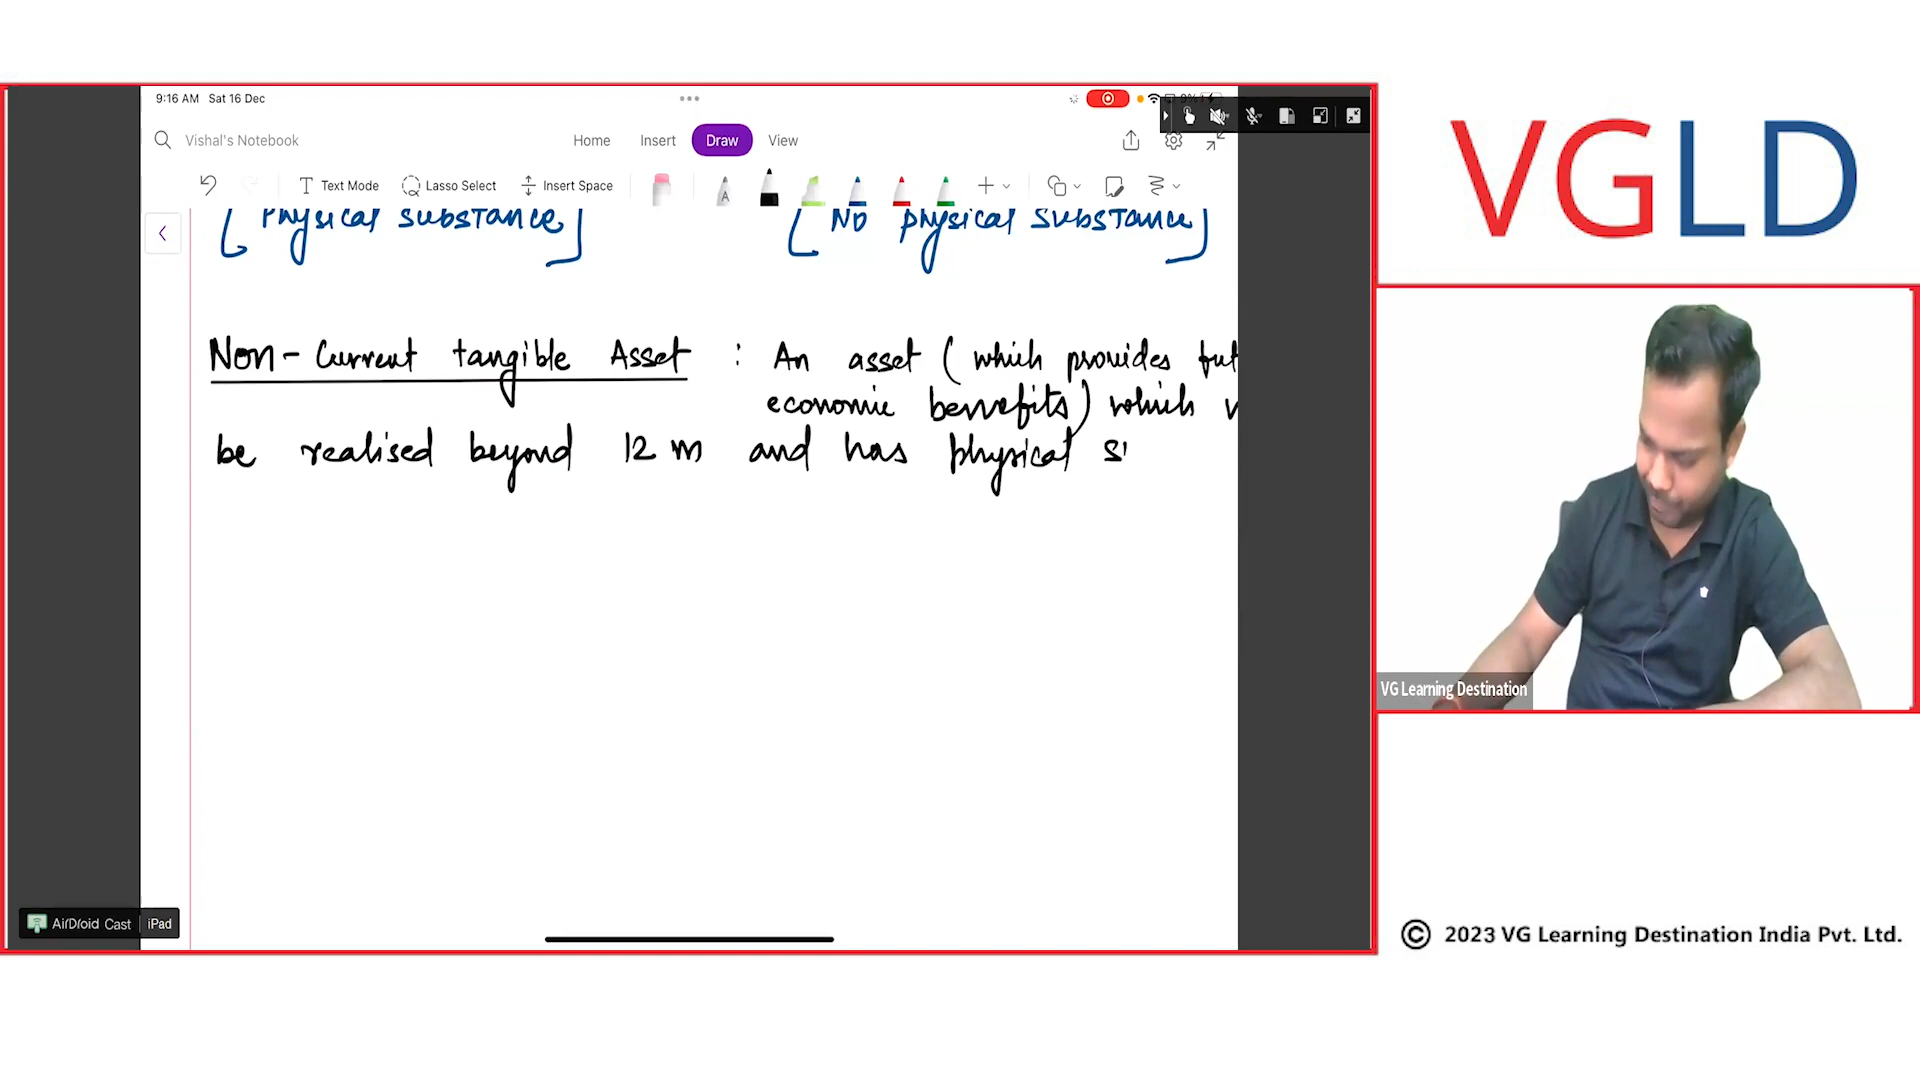 9:16 AM Sat 16 Dec
9%
Vishal's Notebook
Home Insert Draw View
Text Mode Lasso Select Insert Space
A
[Physical substance] [No physical substance]
Non-Current tangible Asset : An asset (which provides fut
economic benefits) which
be realised beyond 12 m and has physical s
AirDroid Cast iPad
VGLD
VG Learning Destination
© 2023 VG Learning Destination India Pvt. Ltd.